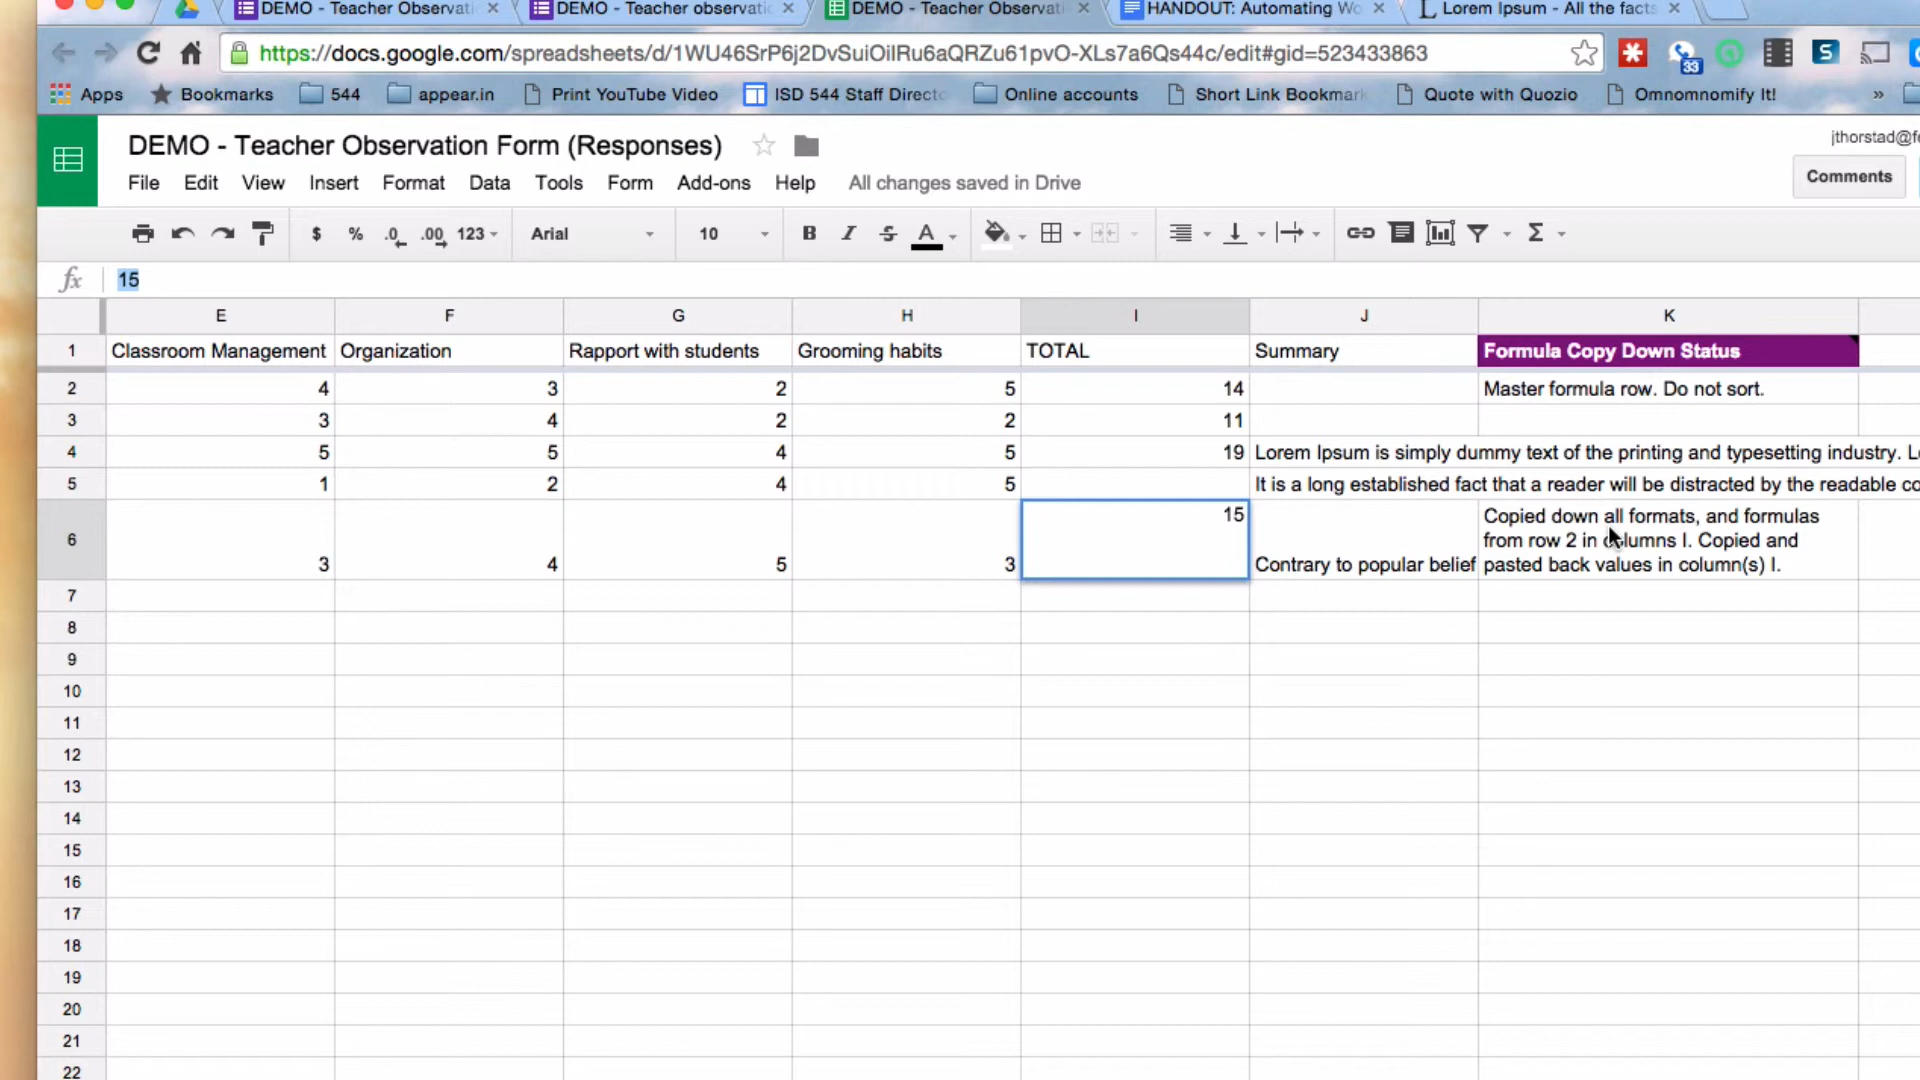 DEMO - Teacher Observati
DEMO - Teacher observatio
DEMO - Teacher Observati
HANDOUT: Automating Wo
Lorem Ipsum - All the facts
https://docs.google.com/spreadsheets/d/1WU46SrP6j2DvSuiOilRu6aQRZu61pvO-XLs7a6Qs44c/edit#gid=523433863
33
S
Apps Bookmarks 544 appear.in Print YouTube Video ISD 544 Staff Directo Online accounts Short Link Bookmark Quote with Quozio Omnomnomify It! »
DEMO - Teacher Observation Form (Responses)
jthorstad@fe
File Edit View Insert Format Data Tools Form Add-ons Help All changes saved in Drive
Comments
$ % .0 .00 123 Arial 10 B I S A Σ
fx 15
E F G H I J K
1 Classroom Management Organization Rapport with students Grooming habits TOTAL Summary Formula Copy Down Status
2 4 3 2 5 14 Master formula row. Do not sort.
3 3 4 2 2 11
4 5 5 4 5 19 Lorem Ipsum is simply dummy text of the printing and typesetting industry. Lo
5 1 2 4 5 It is a long established fact that a reader will be distracted by the readable co
6 3 4 5 3 15 Contrary to popular belief Copied down all formats, and formulas
from row 2 in columns I. Copied and
pasted back values in column(s) I.
7
8
9
10
11
12
13
14
15
16
17
18
19
20
21
22